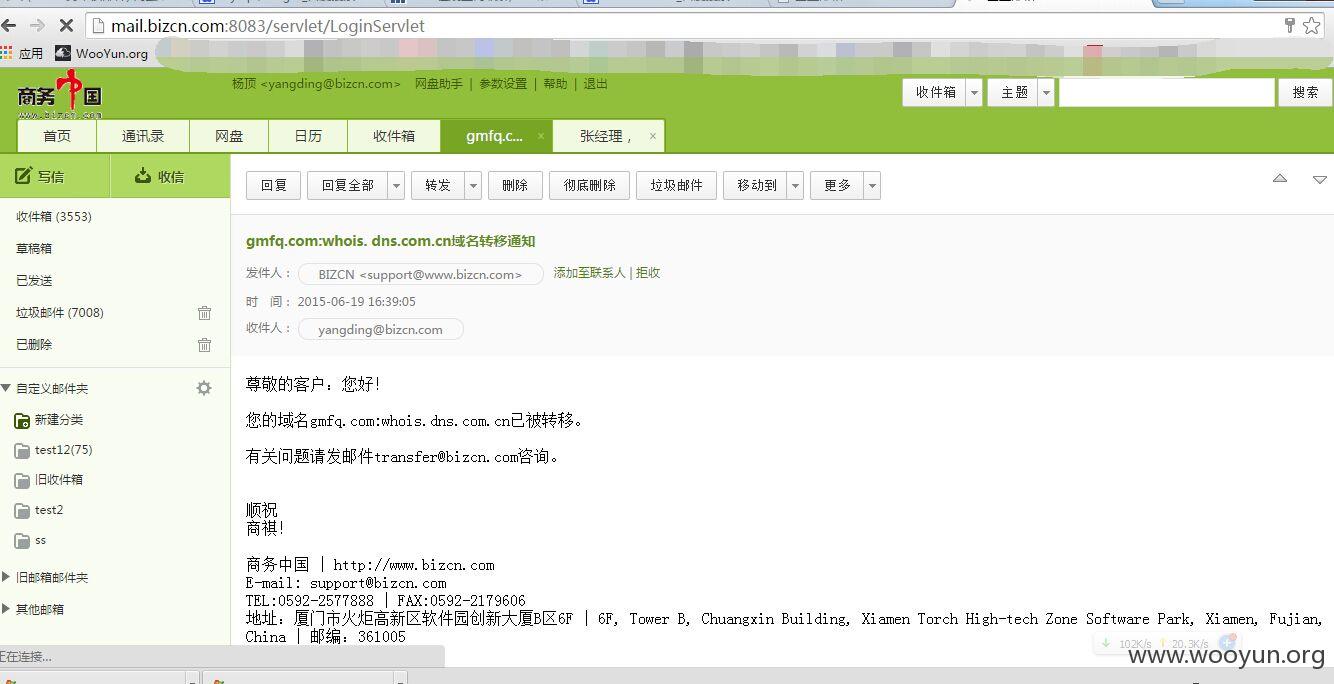 mail.bizcn.com:8083/servlet/LoginServlet
应用 WooYun.org
商务中国 杨顶 <yangding@bizcn.com> 网盘助手 | 参数设置 | 帮助 | 退出 收件箱 主题 搜索
www.bizcn.com
首页 通讯录 网盘 日历 收件箱 gmfq.c... × 张经理， ×
写信 收信 回复 回复全部 转发 删除 彻底删除 垃圾邮件 移动到 更多
收件箱 (3553)
草稿箱
已发送
垃圾邮件 (7008)
已删除
自定义邮件夹
新建分类
test12(75)
旧收件箱
test2
ss
旧邮箱邮件夹
其他邮箱
gmfq.com:whois. dns.com.cn域名转移通知
发件人： BIZCN <support@www.bizcn.com> 添加至联系人 | 拒收
时 间： 2015-06-19 16:39:05
收件人： yangding@bizcn.com
尊敬的客户：您好!
您的域名gmfq.com:whois.dns.com.cn已被转移。
有关问题请发邮件transfer@bizcn.com咨询。
顺祝
商祺!
商务中国 | http://www.bizcn.com
E-mail: support@bizcn.com
TEL:0592-2577888 | FAX:0592-2179606
地址：厦门市火炬高新区软件园创新大厦B区6F | 6F, Tower B, Chuangxin Building, Xiamen Torch High-tech Zone Software Park, Xiamen, Fujian,
China | 邮编：361005
正在连接...
102K/s 20.3K/s
www.wooyun.org